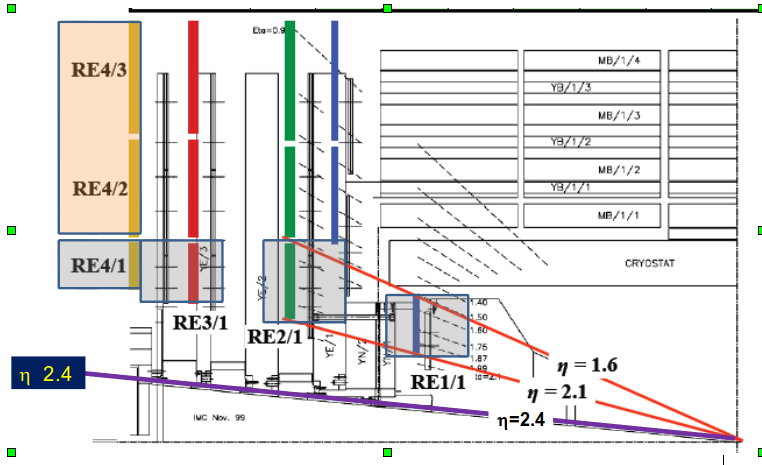 Eta=0.9
RE4/3
MB/1/4
YB/1/3
MB/1/3
YB/1/2
MB/1/2
RE4/2
YB/1/1
MB/1/1
RE4/1
YE/3
CRYOSTAT
YE/2
1.40
1.50
RE3/1
RE2/1
1.60
YE/1
YN/2
1.75
1.87
RE1/1
η = 1.6
η 2.4
η = 2.1
η=2.4
IMC Nov. 99